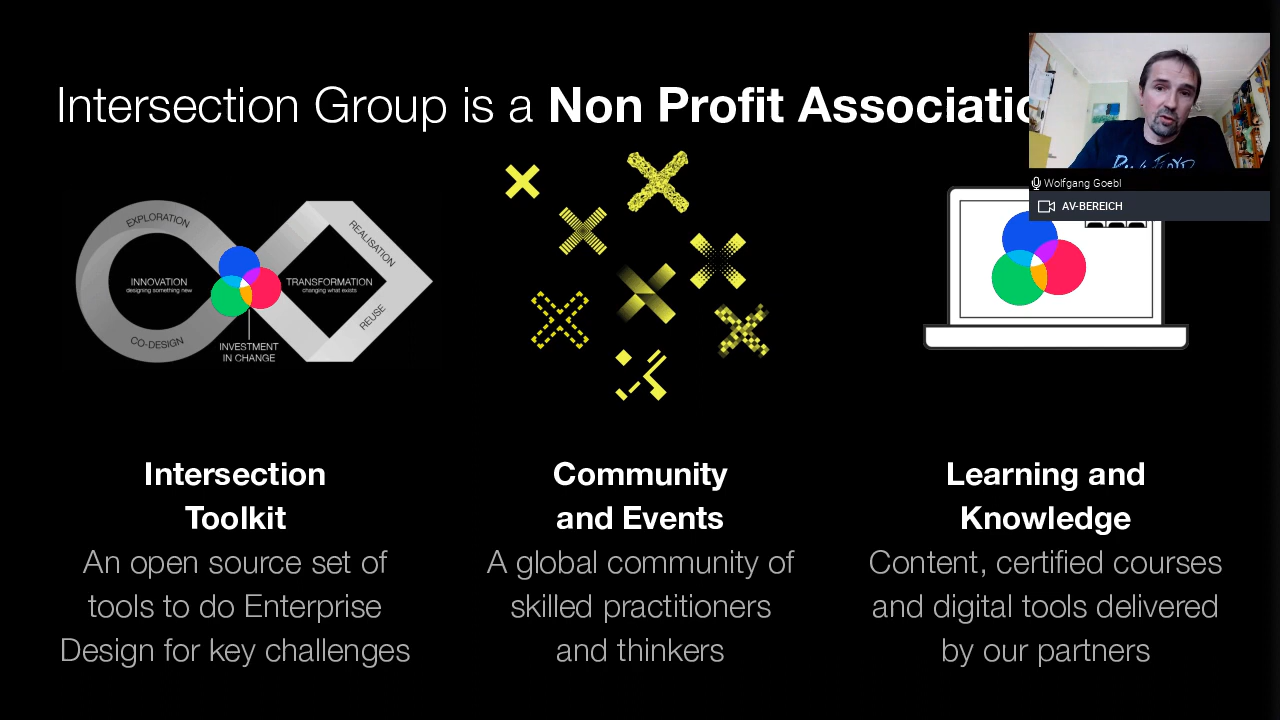 Intersection Group is a Non Profit Associatio
EXPLORATION
REALISATION
INNOVATION
designing something new
TRANSFORMATION
changing what exists
CO-DESIGN
REUSE
INVESTMENT
IN CHANGE
PINK FLOYD
Wolfgang Goebl
AV-BEREICH
Intersection
Toolkit
An open source set of
tools to do Enterprise
Design for key challenges
Community
and Events
A global community of
skilled practitioners
and thinkers
Learning and
Knowledge
Content, certified courses
and digital tools delivered
by our partners